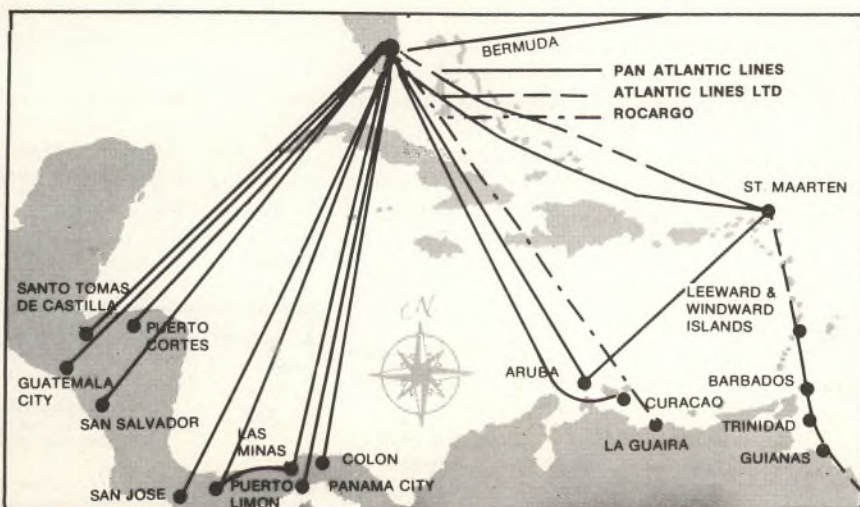 BERMUDA
PAN ATLANTIC LINES
ATLANTIC LINES LTD
ROCARGO
ST. MAARTEN
SANTO TOMAS
DE CASTILLA
PUERTO
CORTES
LEEWARD &
WINDWARD
ISLANDS
GUATEMALA
CITY
ARUBA
BARBADOS
CURACAO
SAN SALVADOR
TRINIDAD
LAS
MINAS
LA GUAIRA
COLON
GUIANAS
SAN JOSE
PUERTO
LIMON
PANAMA CITY
N